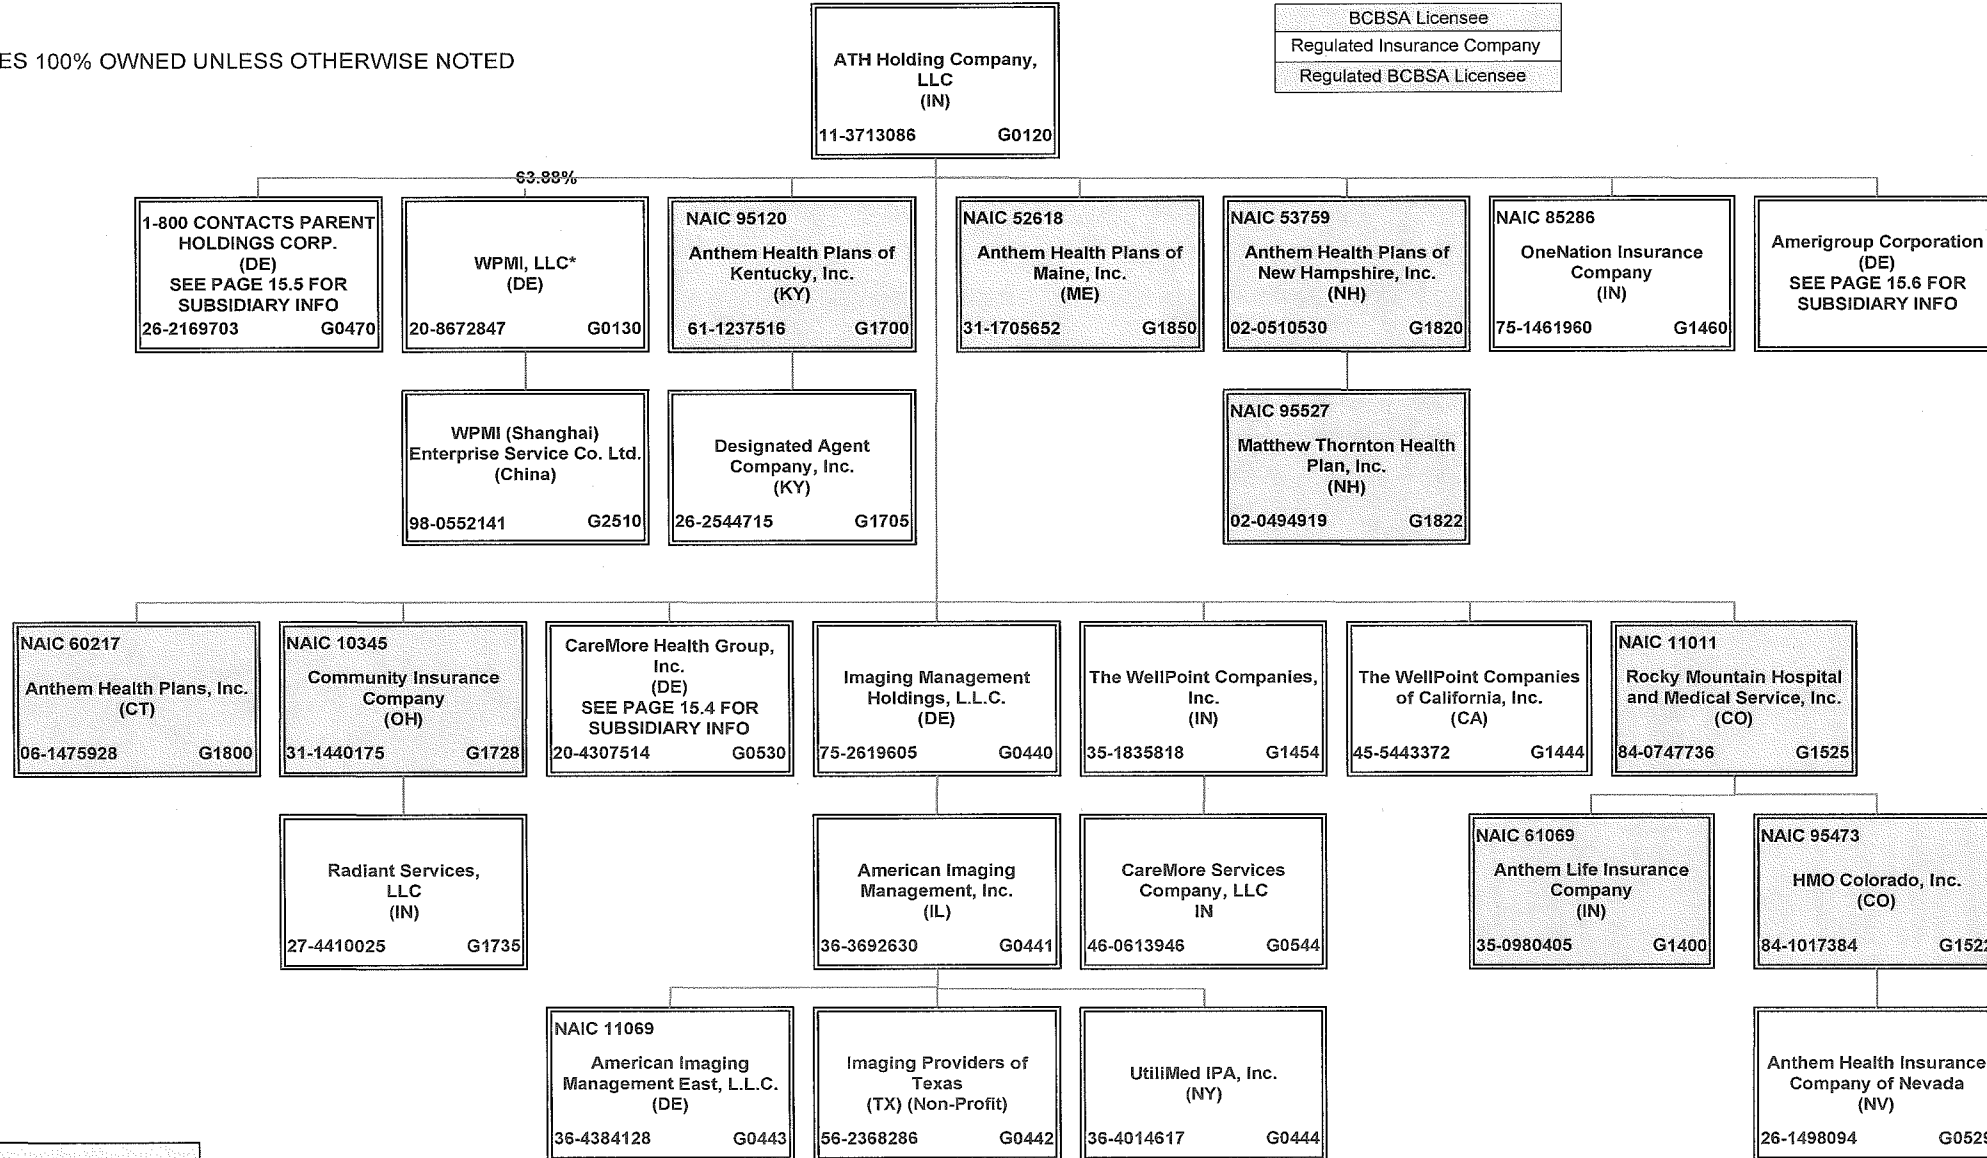 ES 100% OWNED UNLESS OTHERWISE NOTED
ATH Holding Company,
LLC
(IN)
11-3713086 G0120
BCBSA Licensee
Regulated Insurance Company
Regulated BCBSA Licensee
63.88%
1-800 CONTACTS PARENT
HOLDINGS CORP.
(DE)
SEE PAGE 15.5 FOR
SUBSIDIARY INFO
26-2169703 G0470
WPMI, LLC*
(DE)
20-8672847 G0130
NAIC 95120
Anthem Health Plans of
Kentucky, Inc.
(KY)
61-1237516 G1700
NAIC 52618
Anthem Health Plans of
Maine, Inc.
(ME)
31-1705652 G1850
NAIC 53759
Anthem Health Plans of
New Hampshire, Inc.
(NH)
02-0510530 G1820
NAIC 85286
OneNation Insurance
Company
(IN)
75-1461960 G1460
Amerigroup Corporation
(DE)
SEE PAGE 15.6 FOR
SUBSIDIARY INFO
WPMI (Shanghai)
Enterprise Service Co. Ltd.
(China)
98-0552141 G2510
Designated Agent
Company, Inc.
(KY)
26-2544715 G1705
NAIC 95527
Matthew Thornton Health
Plan, Inc.
(NH)
02-0494919 G1822
NAIC 60217
Anthem Health Plans, Inc.
(CT)
06-1475928 G1800
NAIC 10345
Community Insurance
Company
(OH)
31-1440175 G1728
CareMore Health Group,
Inc.
(DE)
SEE PAGE 15.4 FOR
SUBSIDIARY INFO
20-4307514 G0530
Imaging Management
Holdings, L.L.C.
(DE)
75-2619605 G0440
The WellPoint Companies,
Inc.
(IN)
35-1835818 G1454
The WellPoint Companies
of California, Inc.
(CA)
45-5443372 G1444
NAIC 11011
Rocky Mountain Hospital
and Medical Service, Inc.
(CO)
84-0747736 G1525
Radiant Services,
LLC
(IN)
27-4410025 G1735
American Imaging
Management, Inc.
(IL)
36-3692630 G0441
CareMore Services
Company, LLC
IN
46-0613946 G0544
NAIC 61069
Anthem Life Insurance
Company
(IN)
35-0980405 G1400
NAIC 95473
HMO Colorado, Inc.
(CO)
84-1017384 G1522
NAIC 11069
American Imaging
Management East, L.L.C.
(DE)
36-4384128 G0443
Imaging Providers of
Texas
(TX) (Non-Profit)
56-2368286 G0442
UtiliMed IPA, Inc.
(NY)
36-4014617 G0444
Anthem Health Insurance
Company of Nevada
(NV)
26-1498094 G0529